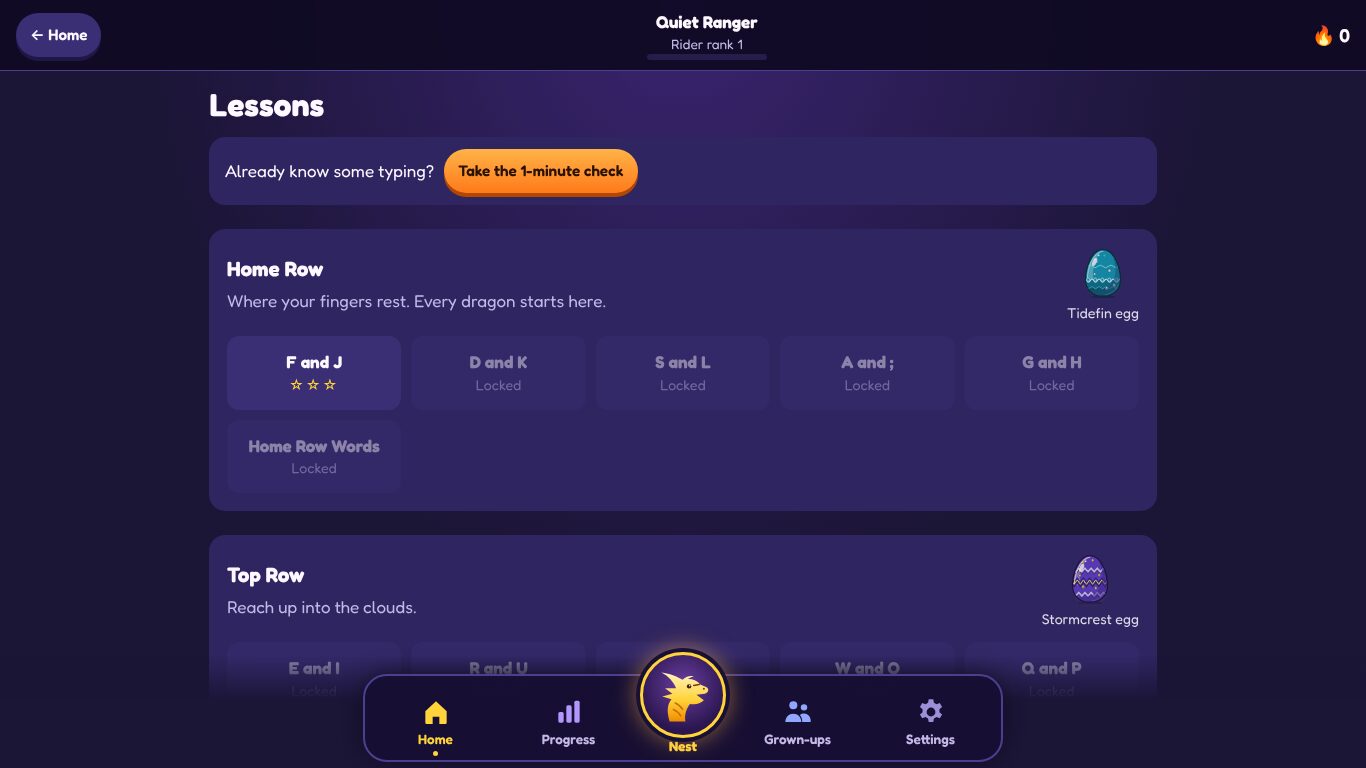 ← Home
Quiet Ranger
Rider rank 1
🔥 0
Lessons
Already know some typing?
Take the 1-minute check
Home Row
Where your fingers rest. Every dragon starts here.
Tidefin egg
F and J
☆ ☆ ☆
D and K
Locked
S and L
Locked
A and ;
Locked
G and H
Locked
Home Row Words
Locked
Top Row
Reach up into the clouds.
Stormcrest egg
E and I
Locked
R and U
W and O
Q and P
Locked
Home
Progress
Nest
Grown-ups
Settings